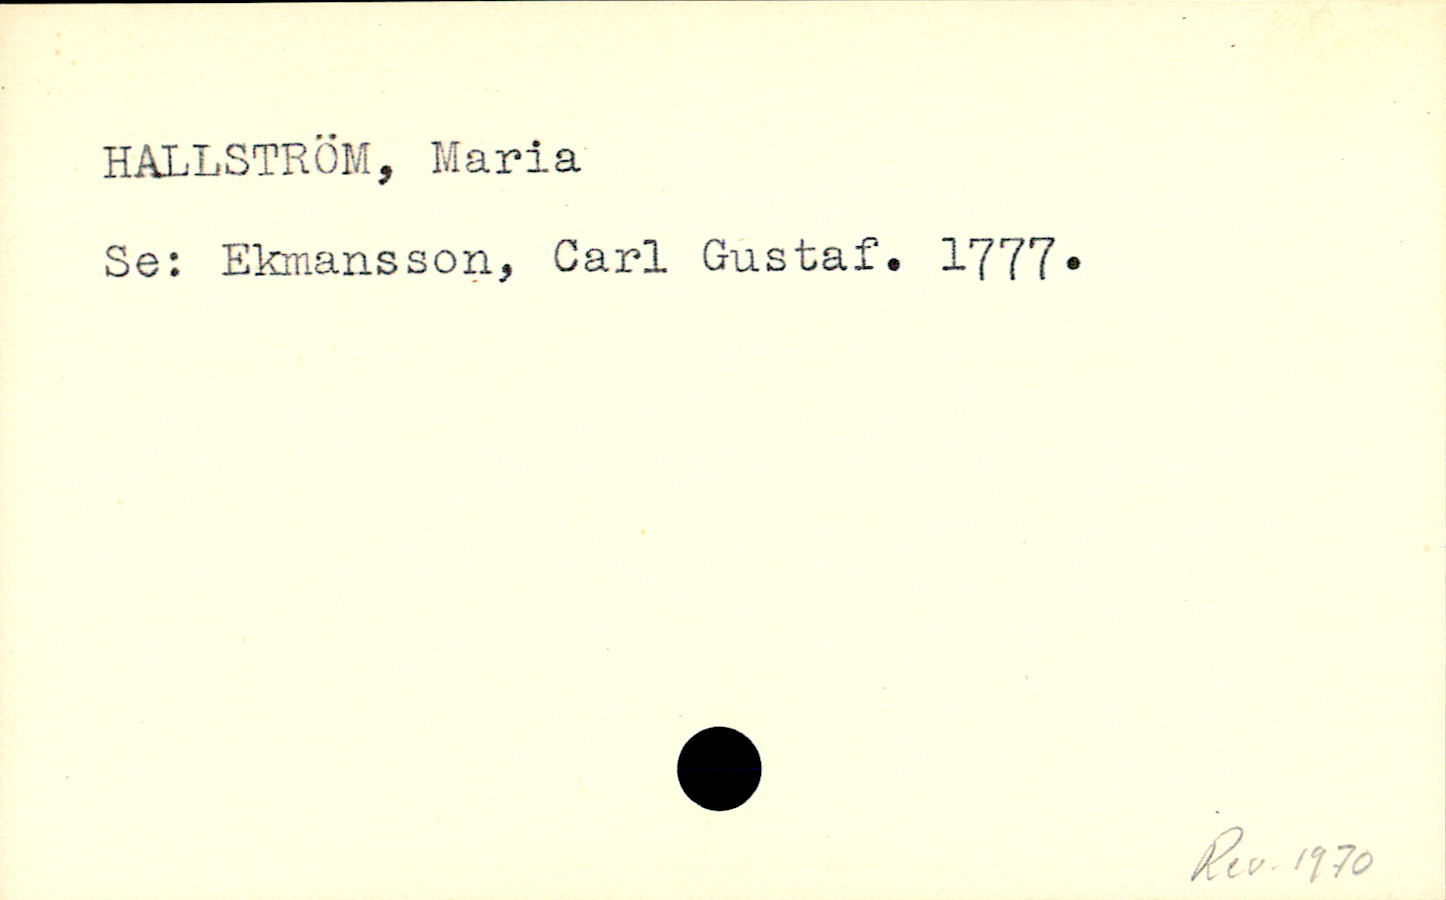 HALLSTRÖM, Maria
Se: Ekmansson, Carl Gustaf. 1777.
Rev. 1970